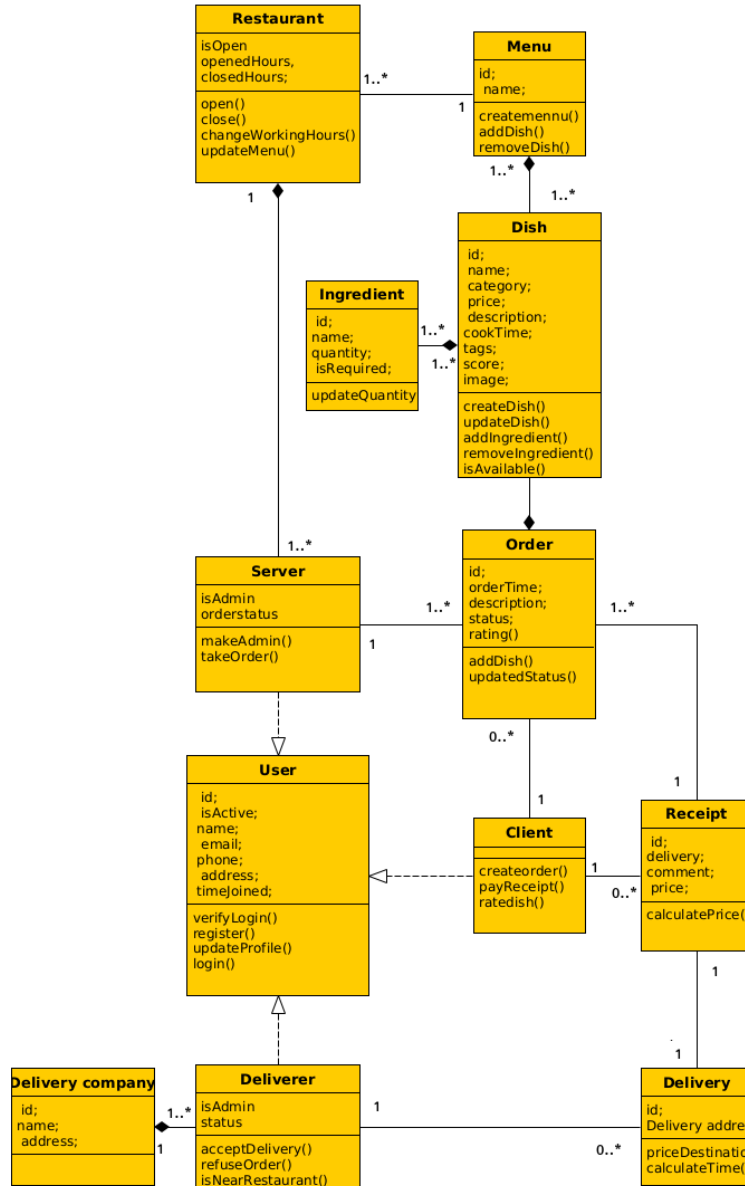 Restaurant
isOpen
openedHours,
closedHours;
open()
close()
changeWorkingHours()
updateMenu()
1..*
1
Menu
id;
name;
createmennu()
addDish()
removeDish()
1
1..*
1..*
Dish
id;
name;
category;
price;
description;
cookTime;
tags;
score;
image;
createDish()
updateDish()
addIngredient()
removeIngredient()
isAvailable()
Ingredient
id;
name;
quantity;
isRequired;
updateQuantity
1..*
1..*
1..*
Server
isAdmin
orderstatus
makeAdmin()
takeOrder()
1..*
1
Order
id;
orderTime;
description;
status;
rating()
addDish()
updatedStatus()
1..*
0..*
1
1
User
id;
isActive;
name;
email;
phone;
address;
timeJoined;
verifyLogin()
register()
updateProfile()
login()
Client
createorder()
payReceipt()
ratedish()
1
0..*
Receipt
id;
delivery;
comment;
price;
calculatePrice(
1
1
Delivery company
id;
name;
address;
1..*
1
Deliverer
isAdmin
status
acceptDelivery()
refuseOrder()
isNearRestaurant()
1
0..*
Delivery
id;
Delivery addre
priceDestinatio
calculateTime(